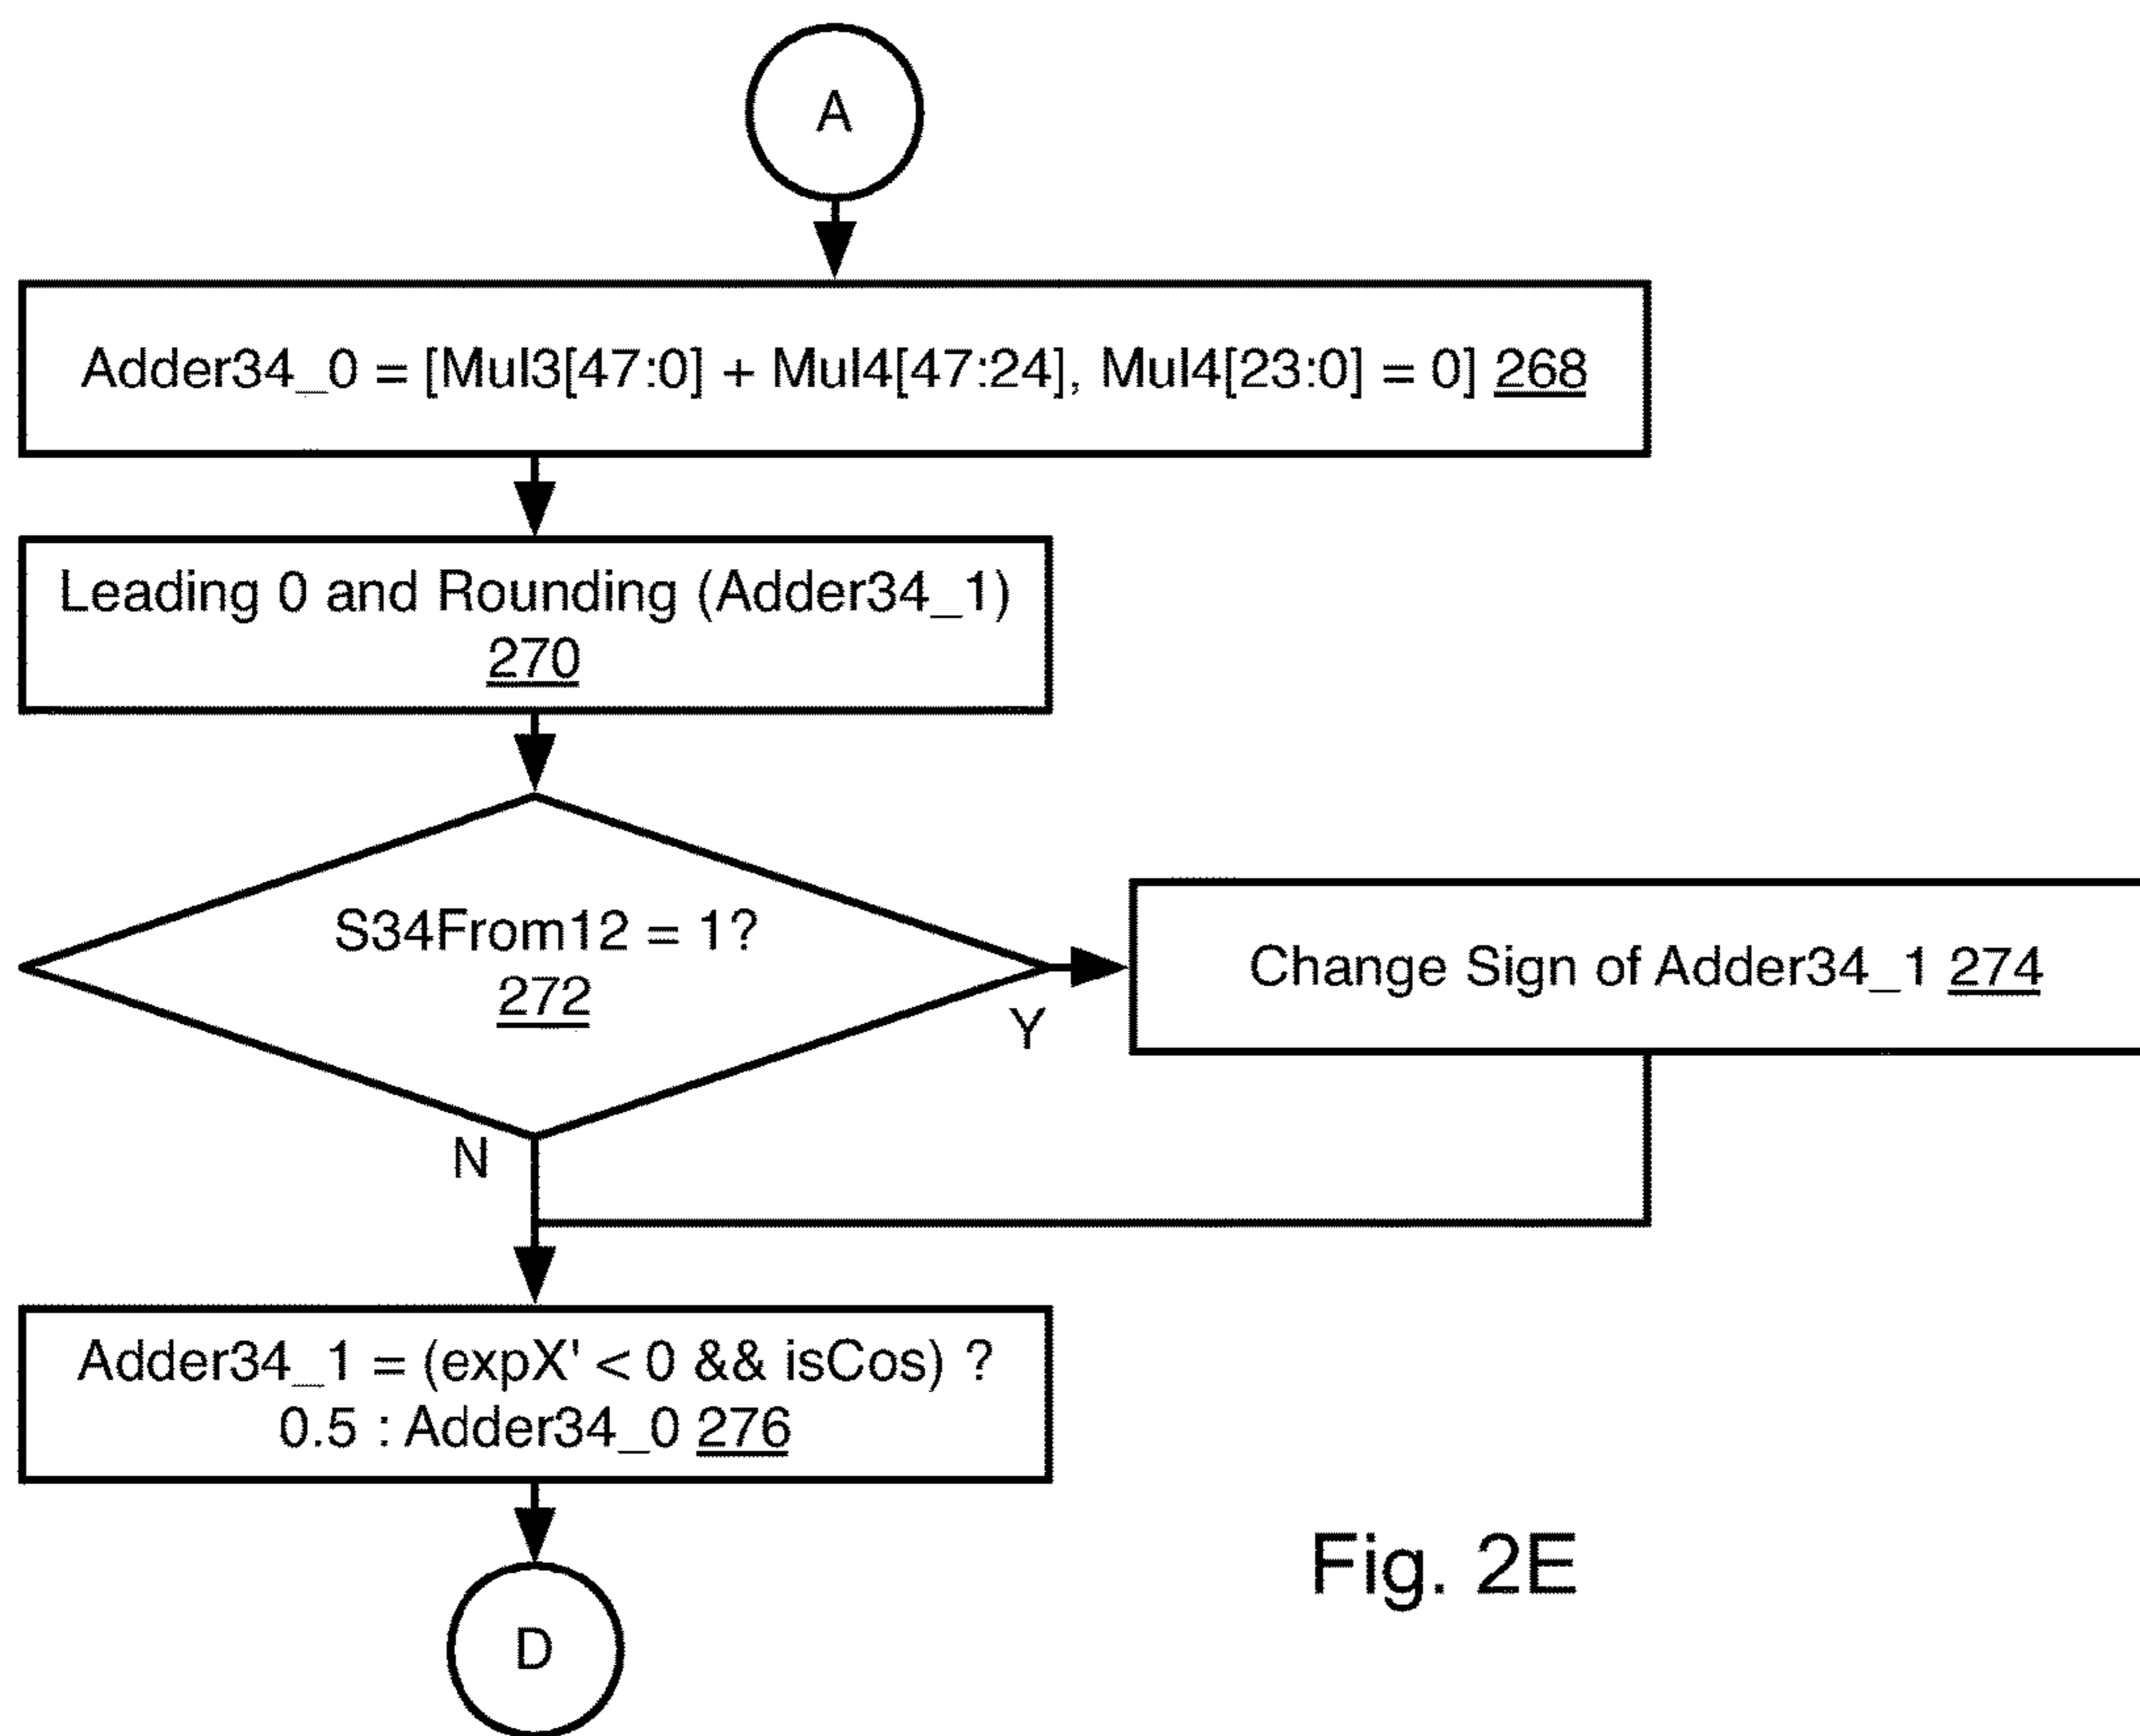 A
Adder34_0 = [Mul3[47:0] + Mul4[47:24], Mul4[23:0] = 0] 268
Leading 0 and Rounding (Adder34_1)
270
S34From12 = 1?
272
Y
Change Sign of Adder34_1 274
N
Adder34_1 = (expX' < 0 && isCos) ?
0.5 : Adder34_0 276
D
Fig. 2E